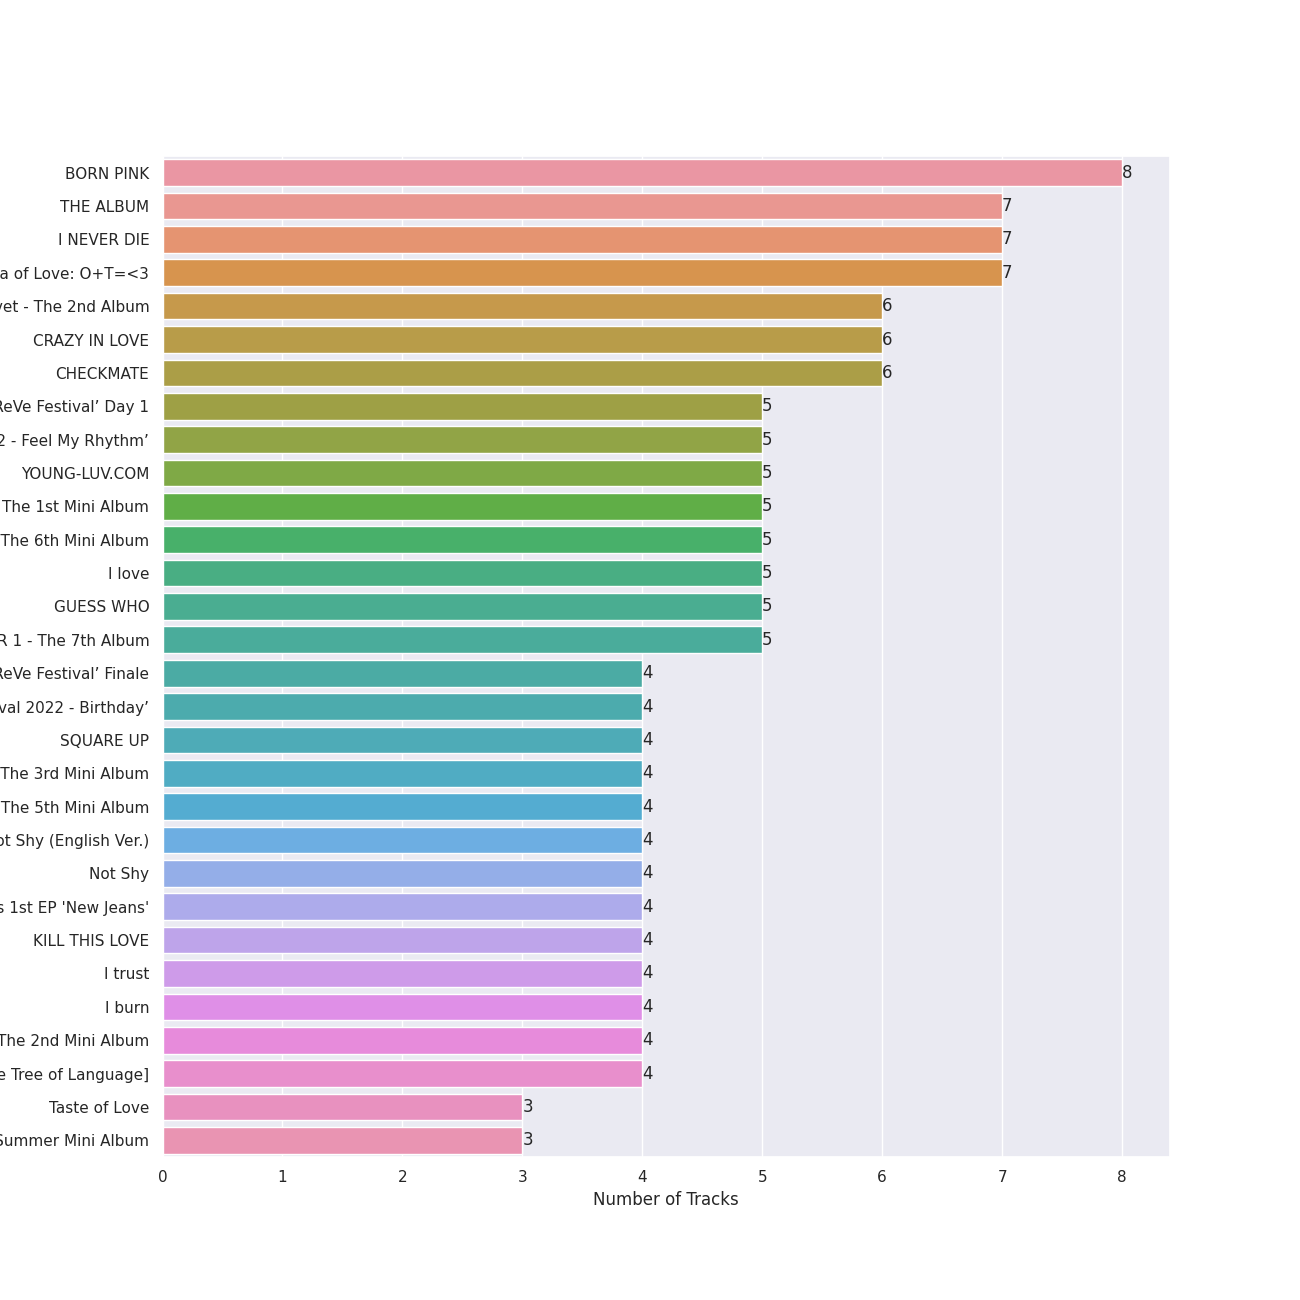 BORN PINK 8
THE ALBUM 7
I NEVER DIE 7
a of Love: O+T=<3 7
vet - The 2nd Album 6
CRAZY IN LOVE 6
CHECKMATE 6
ReVe Festival’ Day 1 5
2 - Feel My Rhythm’ 5
YOUNG-LUV.COM 5
The 1st Mini Album 5
The 6th Mini Album 5
I love 5
GUESS WHO 5
R 1 - The 7th Album 5
ReVe Festival’ Finale 4
val 2022 - Birthday’ 4
SQUARE UP 4
The 3rd Mini Album 4
The 5th Mini Album 4
ot Shy (English Ver.) 4
Not Shy 4
s 1st EP 'New Jeans' 4
KILL THIS LOVE 4
I trust 4
I burn 4
The 2nd Mini Album 4
e Tree of Language] 4
Taste of Love 3
Summer Mini Album 3
0 1 2 3 4 5 6 7 8
Number of Tracks